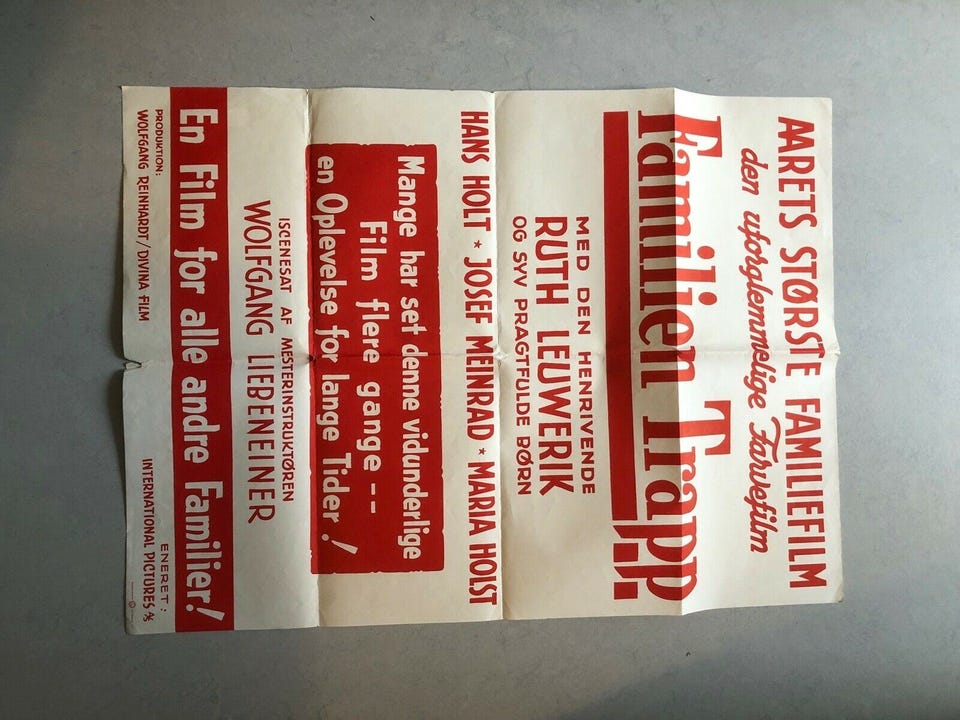 AARETS STØRSTE FAMILIEFILM
den uforglemmelige Farvefilm
Familien Trapp
MED DEN HENRIVENDE
RUTH LEUWERIK
OG SYV PRAGTFULDE BØRN
HANS HOLT ★ JOSEF MEINRAD ★ MARIA HOLST
Mange har set denne vidunderlige
Film flere gange --
en Oplevelse for lange Tider!
ISCENESAT AF MESTERINSTRUKTØREN
WOLFGANG LIEBENEINER
En Film for alle andre Familier!
PRODUKTION:
WOLFGANG REINHARDT/DIVINA FILM
ENERET:
INTERNATIONAL PICTURES A/S